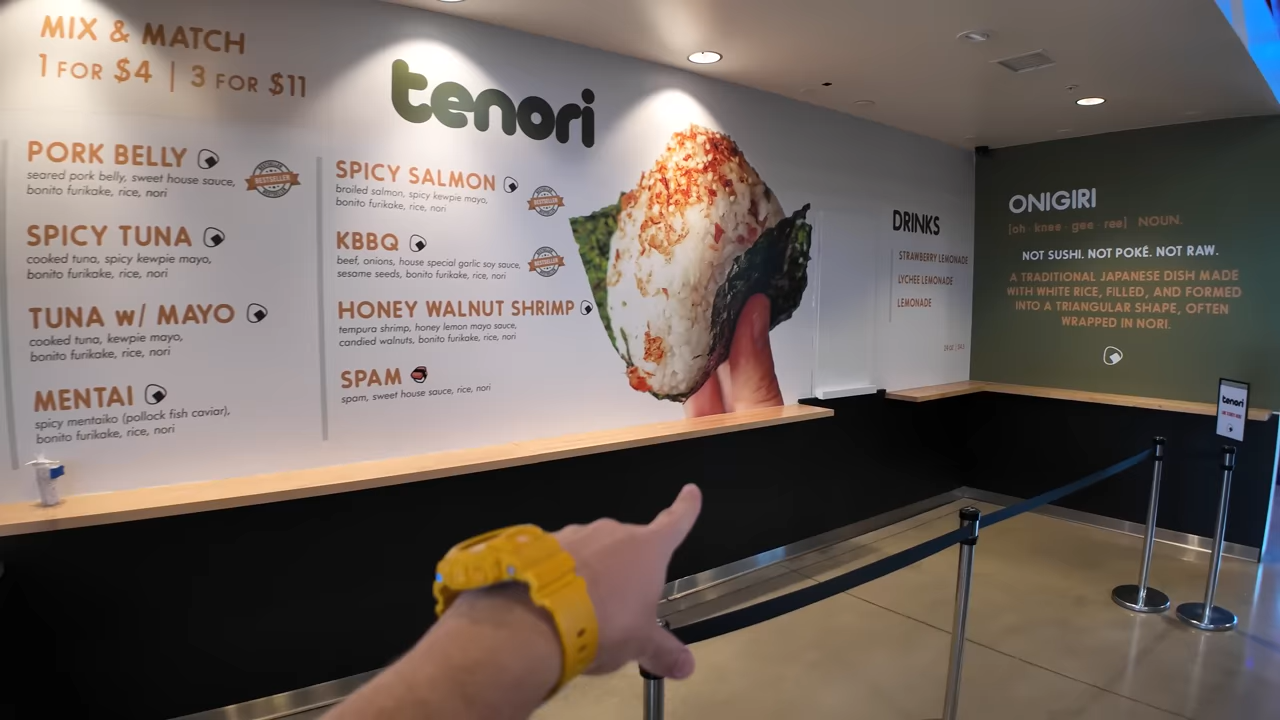 MIX & MATCH
1 FOR $4 | 3 FOR $11
tenori
PORK BELLY
seared pork belly, sweet house sauce,
bonito furikake, rice, nori
BESTSELLER
SPICY TUNA
cooked tuna, spicy kewpie mayo,
bonito furikake, rice, nori
TUNA w/ MAYO
cooked tuna, kewpie mayo,
bonito furikake, rice, nori
MENTAI
spicy mentaiko (pollock fish caviar),
bonito furikake, rice, nori
SPICY SALMON
broiled salmon, spicy kewpie mayo,
bonito furikake, rice, nori
BESTSELLER
KBBQ
beef, onions, house special garlic soy sauce,
sesame seeds, bonito furikake, rice, nori
BESTSELLER
HONEY WALNUT SHRIMP
tempura shrimp, honey lemon mayo sauce,
candied walnuts, bonito furikake, rice, nori
SPAM
spam, sweet house sauce, rice, nori
DRINKS
STRAWBERRY LEMONADE
LYCHEE LEMONADE
LEMONADE
ONIGIRI
[oh · knee · gee · ree] NOUN.
NOT SUSHI. NOT POKÉ. NOT RAW.
A TRADITIONAL JAPANESE DISH MADE
WITH WHITE RICE, FILLED, AND FORMED
INTO A TRIANGULAR SHAPE, OFTEN
WRAPPED IN NORI.
tenori